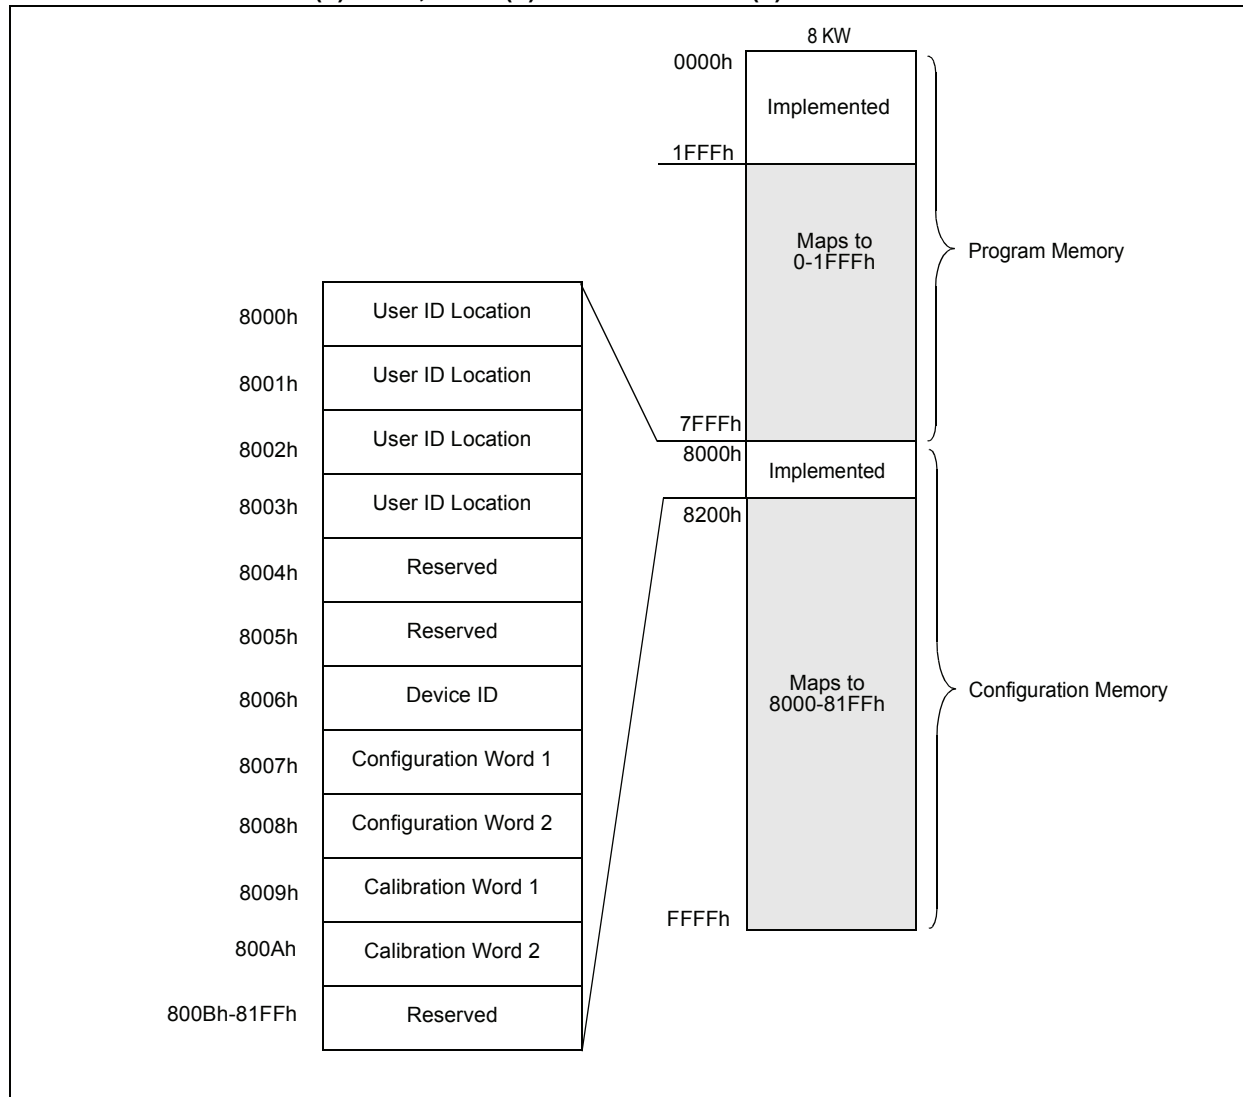 8 KW
0000h
Implemented
1FFFh
Maps to
0-1FFFh
Program Memory
7FFFh
8000h
Implemented
8200h
Maps to
8000-81FFh
Configuration Memory
FFFFh
8000h User ID Location
8001h User ID Location
8002h User ID Location
8003h User ID Location
8004h Reserved
8005h Reserved
8006h Device ID
8007h Configuration Word 1
8008h Configuration Word 2
8009h Calibration Word 1
800Ah Calibration Word 2
800Bh-81FFh Reserved